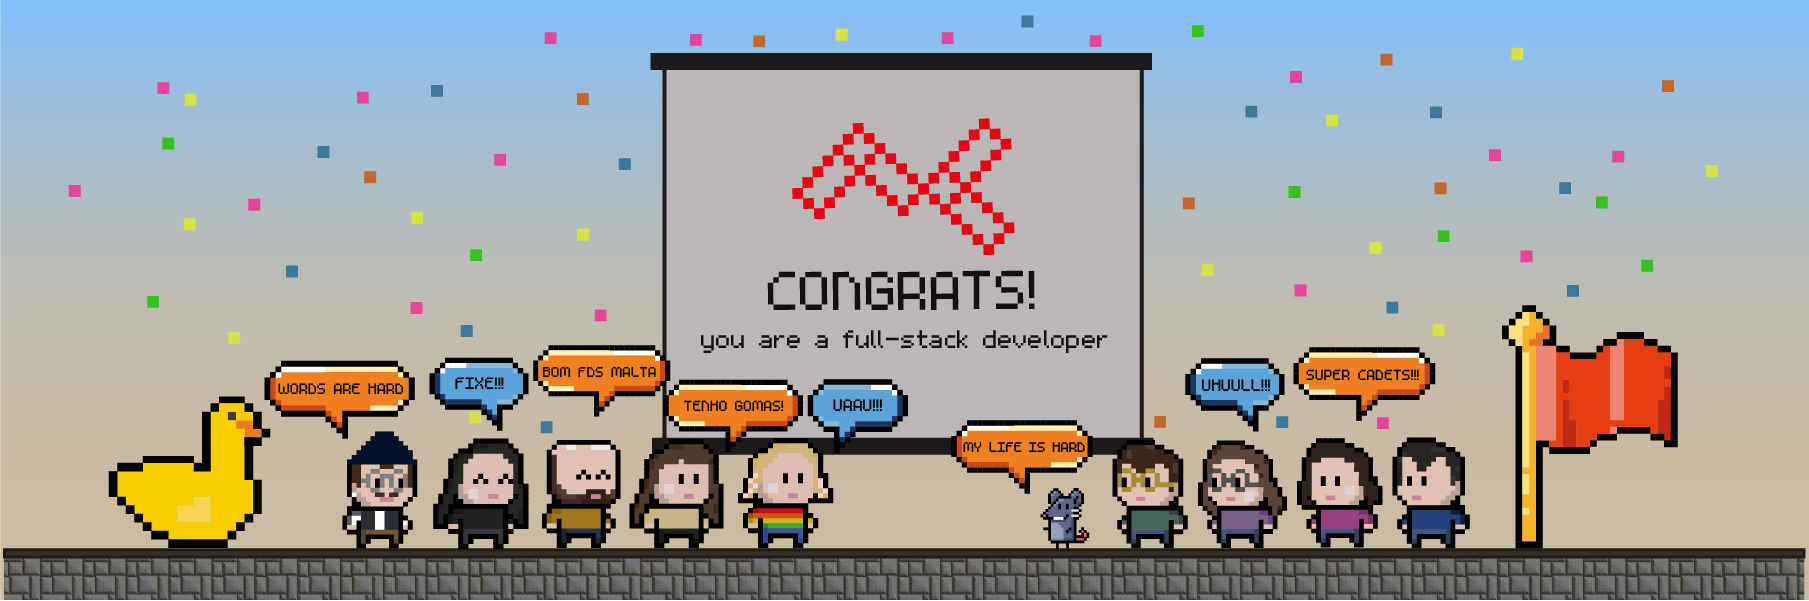 CONGRATS!
you are a full-stack developer
WORDS ARE HARD
FIXE!!!
BOM FDS MALTA
TENHO GOMAS!
UAAU!!!
MY LIFE IS HARD
UHUULL!!!
SUPER CADETS!!!